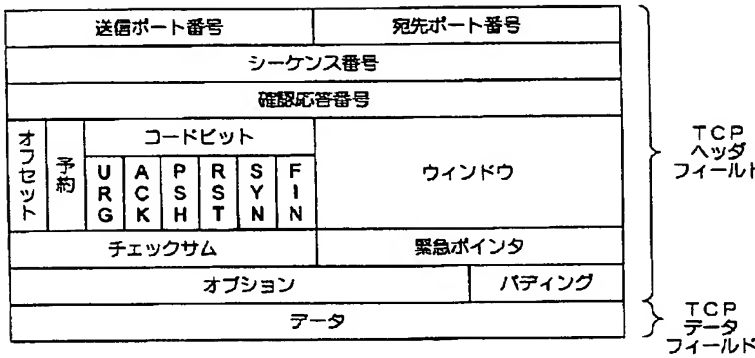 送信ポート番号
宛先ポート番号
シーケンス番号
確認応答番号
オフセット
予約
コードビット
URG
ACK
PSH
RST
SYN
FIN
ウィンドウ
チェックサム
緊急ポインタ
オプション
パディング
データ
TCP
ヘッダ
フィールド
TCP
データ
フィールド